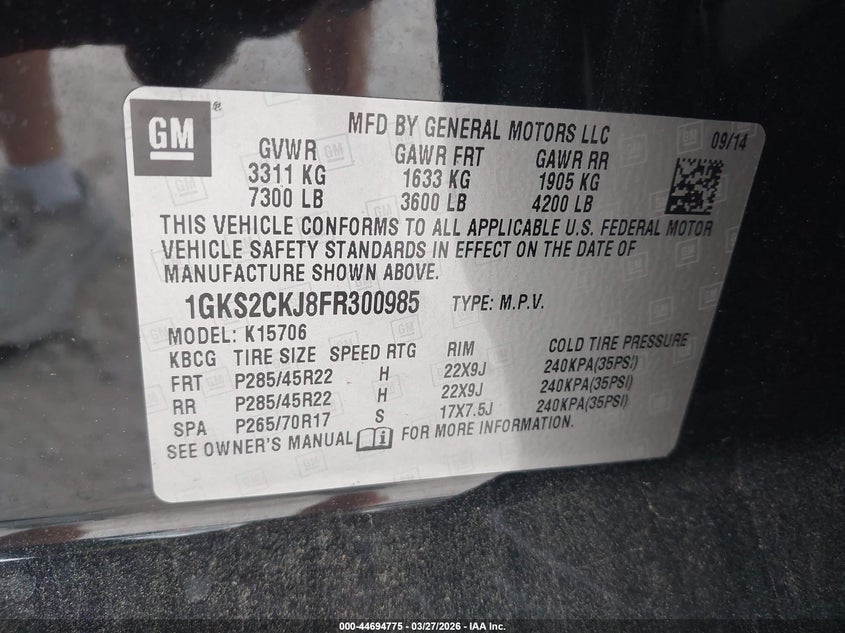 GM
MFD BY GENERAL MOTORS LLC
09/14
GVWR GAWR FRT GAWR RR
3311 KG 1633 KG 1905 KG
7300 LB 3600 LB 4200 LB
THIS VEHICLE CONFORMS TO ALL APPLICABLE U.S. FEDERAL MOTOR
VEHICLE SAFETY STANDARDS IN EFFECT ON THE DATE OF
MANUFACTURE SHOWN ABOVE.
1GKS2CKJ8FR300985 TYPE: M.P.V.
MODEL: K15706
KBCG TIRE SIZE SPEED RTG RIM COLD TIRE PRESSURE
FRT P285/45R22 H 22X9J 240KPA(35PSI)
RR P285/45R22 H 22X9J 240KPA(35PSI)
SPA P265/70R17 S 17X7.5J 240KPA(35PSI)
SEE OWNER'S MANUAL i FOR MORE INFORMATION.
000-44694775 - 03/27/2026 - IAA Inc.